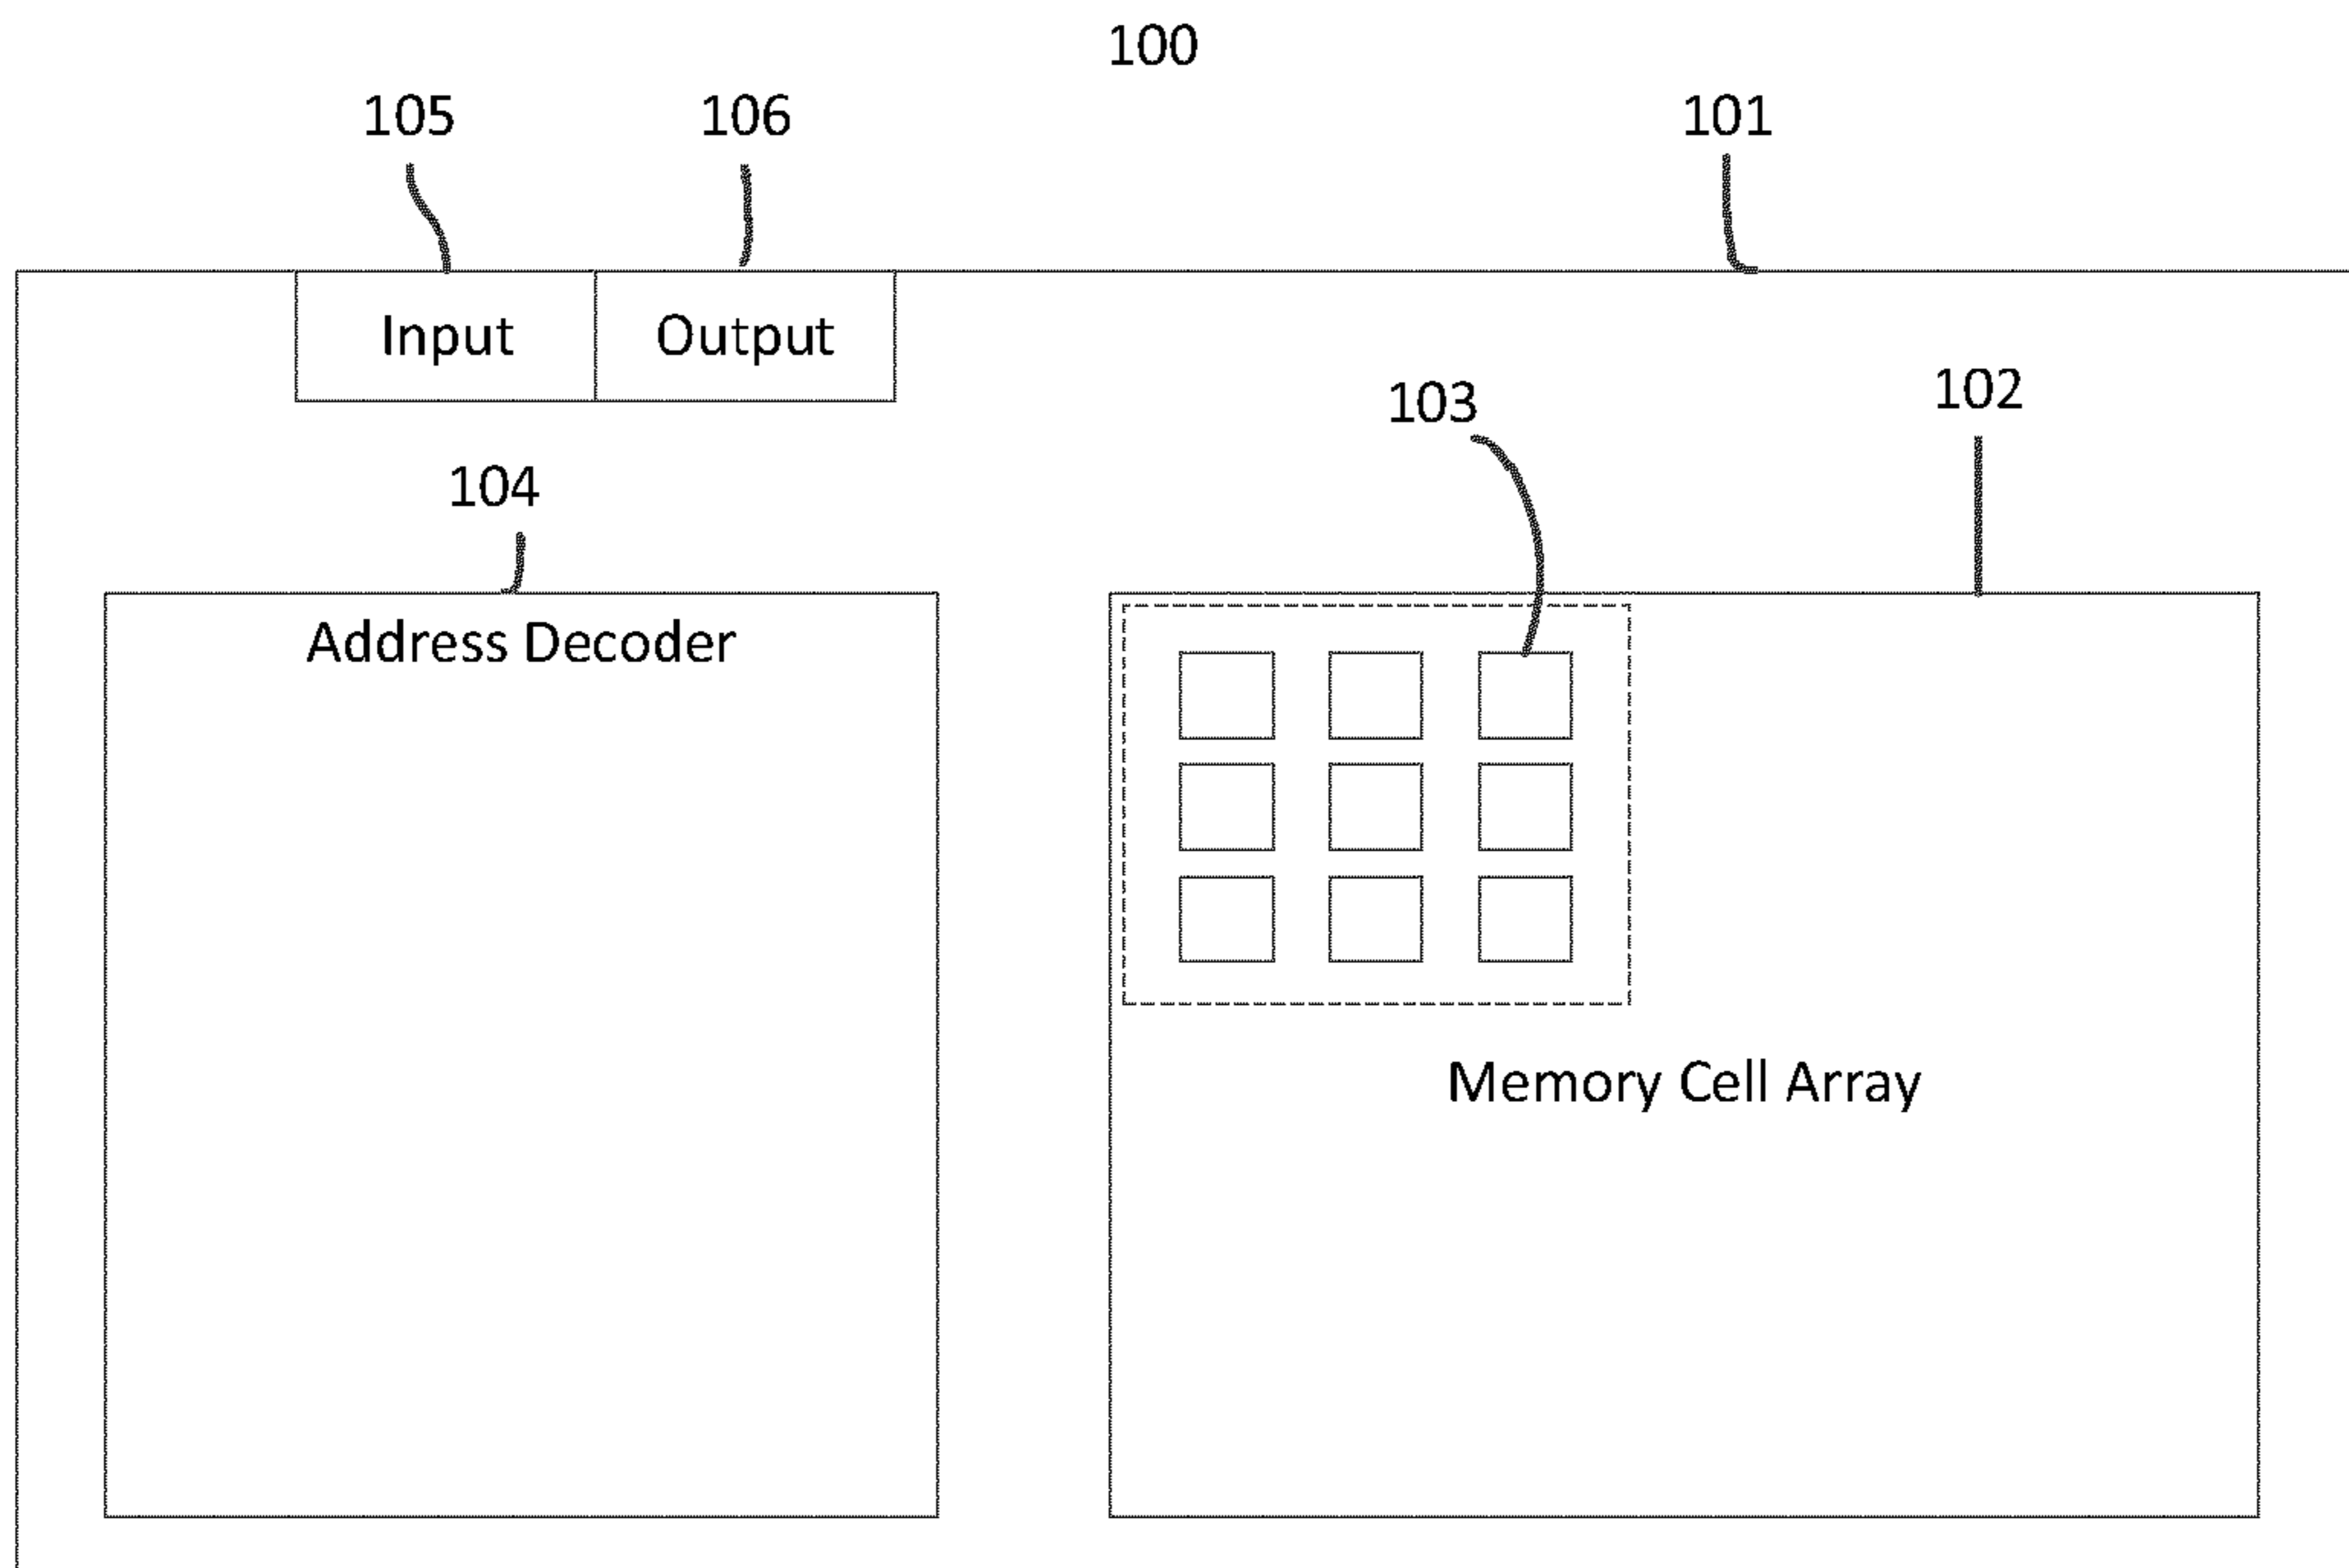 100
105
106
101
Input
Output
103
102
104
Address Decoder
Memory Cell Array